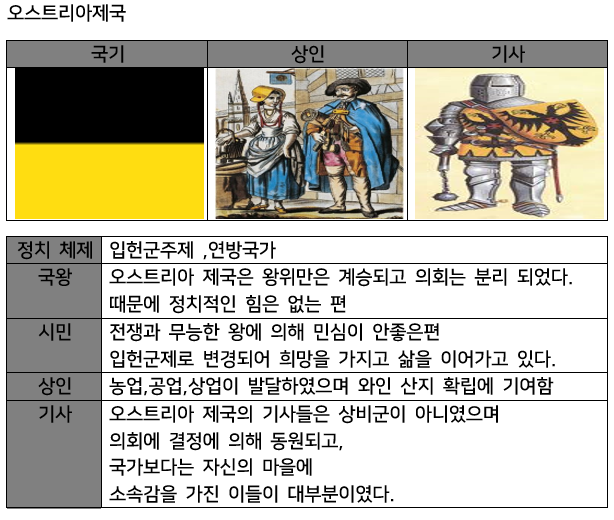 오스트리아제국
국기 상인 기사
정치 체제 입헌군주제 ,연방국가
국왕 오스트리아 제국은 왕위만은 계승되고 의회는 분리 되었다.
때문에 정치적인 힘은 없는 편
시민 전쟁과 무능한 왕에 의해 민심이 안좋은편
입헌군제로 변경되어 희망을 가지고 삶을 이어가고 있다.
상인 농업,공업,상업이 발달하였으며 와인 산지 확립에 기여함
기사 오스트리아 제국의 기사들은 상비군이 아니였으며
의회에 결정에 의해 동원되고,
국가보다는 자신의 마을에
소속감을 가진 이들이 대부분이였다.